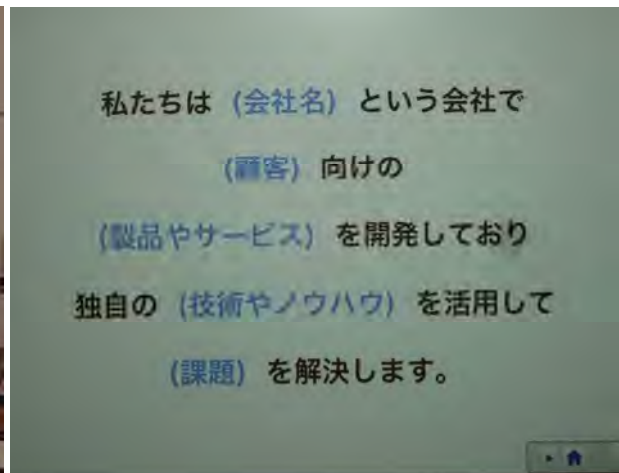 私たちは (会社名) という会社で
(顧客) 向けの
(製品やサービス) を開発しており
独自の (技術やノウハウ) を活用して
(課題) を解決します。